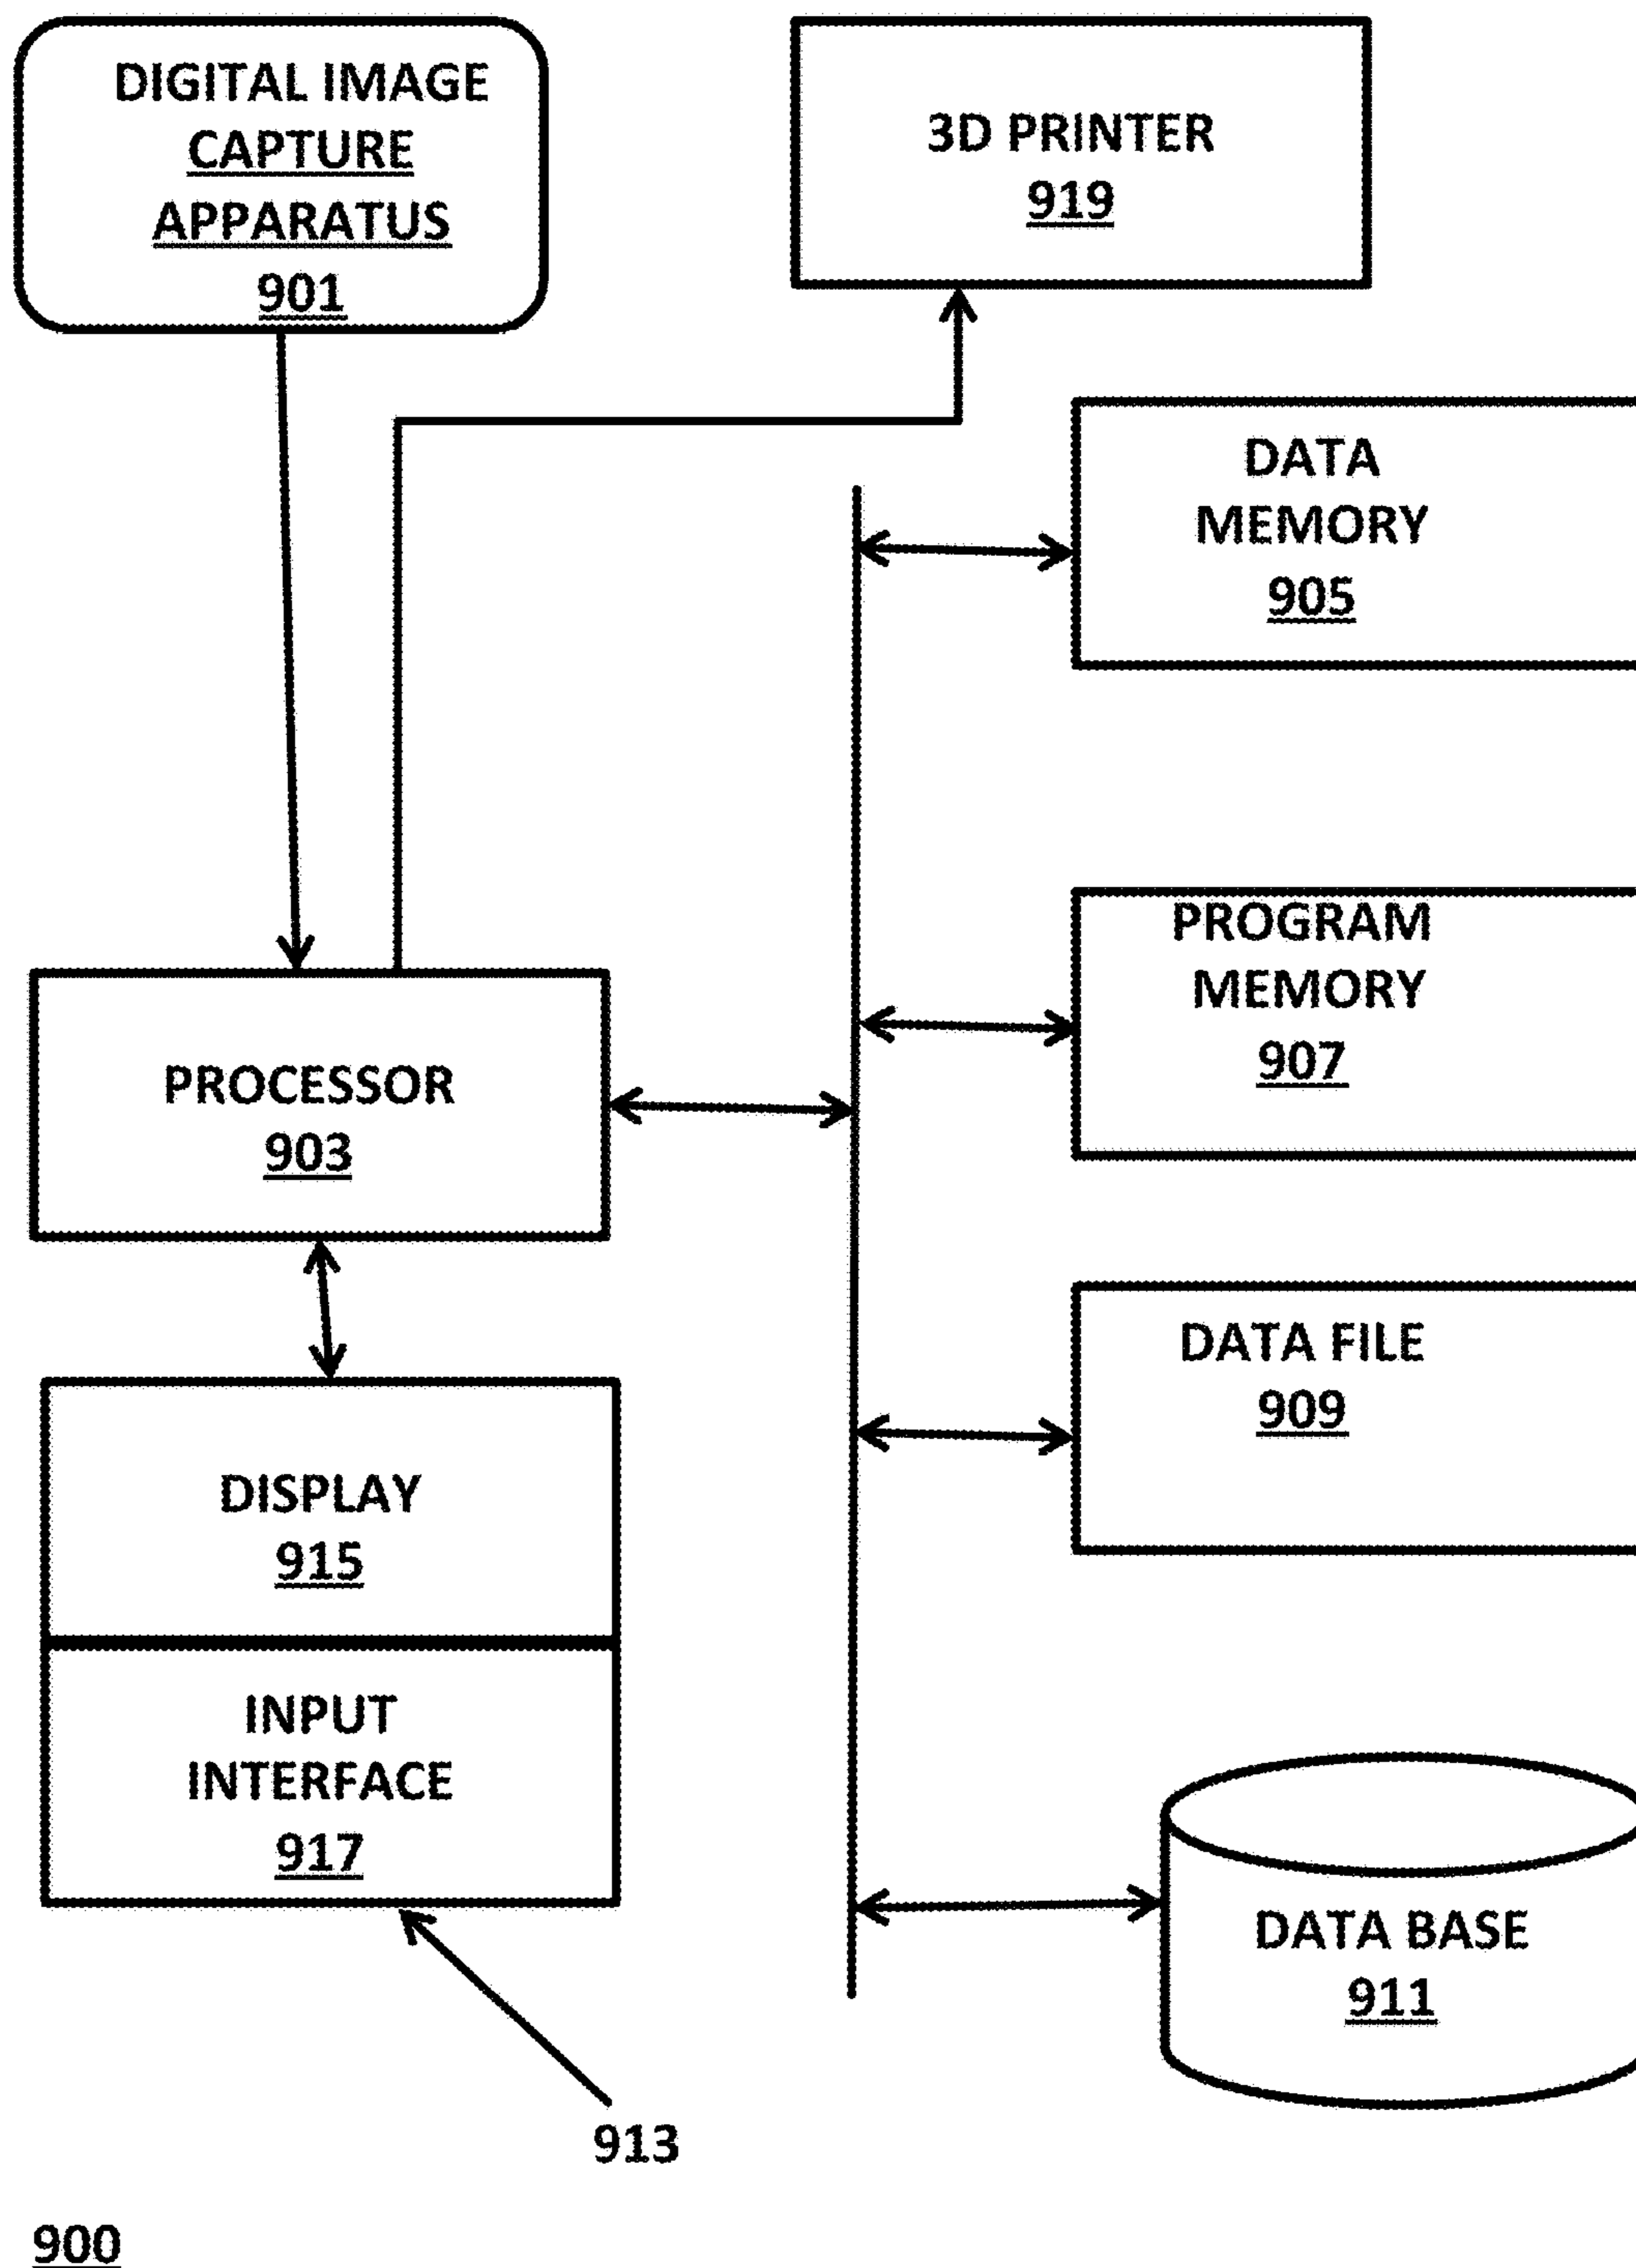 DIGITAL IMAGE
CAPTURE
APPARATUS
901
3D PRINTER
919
DATA
MEMORY
905
PROGRAM
MEMORY
907
PROCESSOR
903
DATA FILE
909
DISPLAY
915
INPUT
INTERFACE
917
DATA BASE
911
913
900